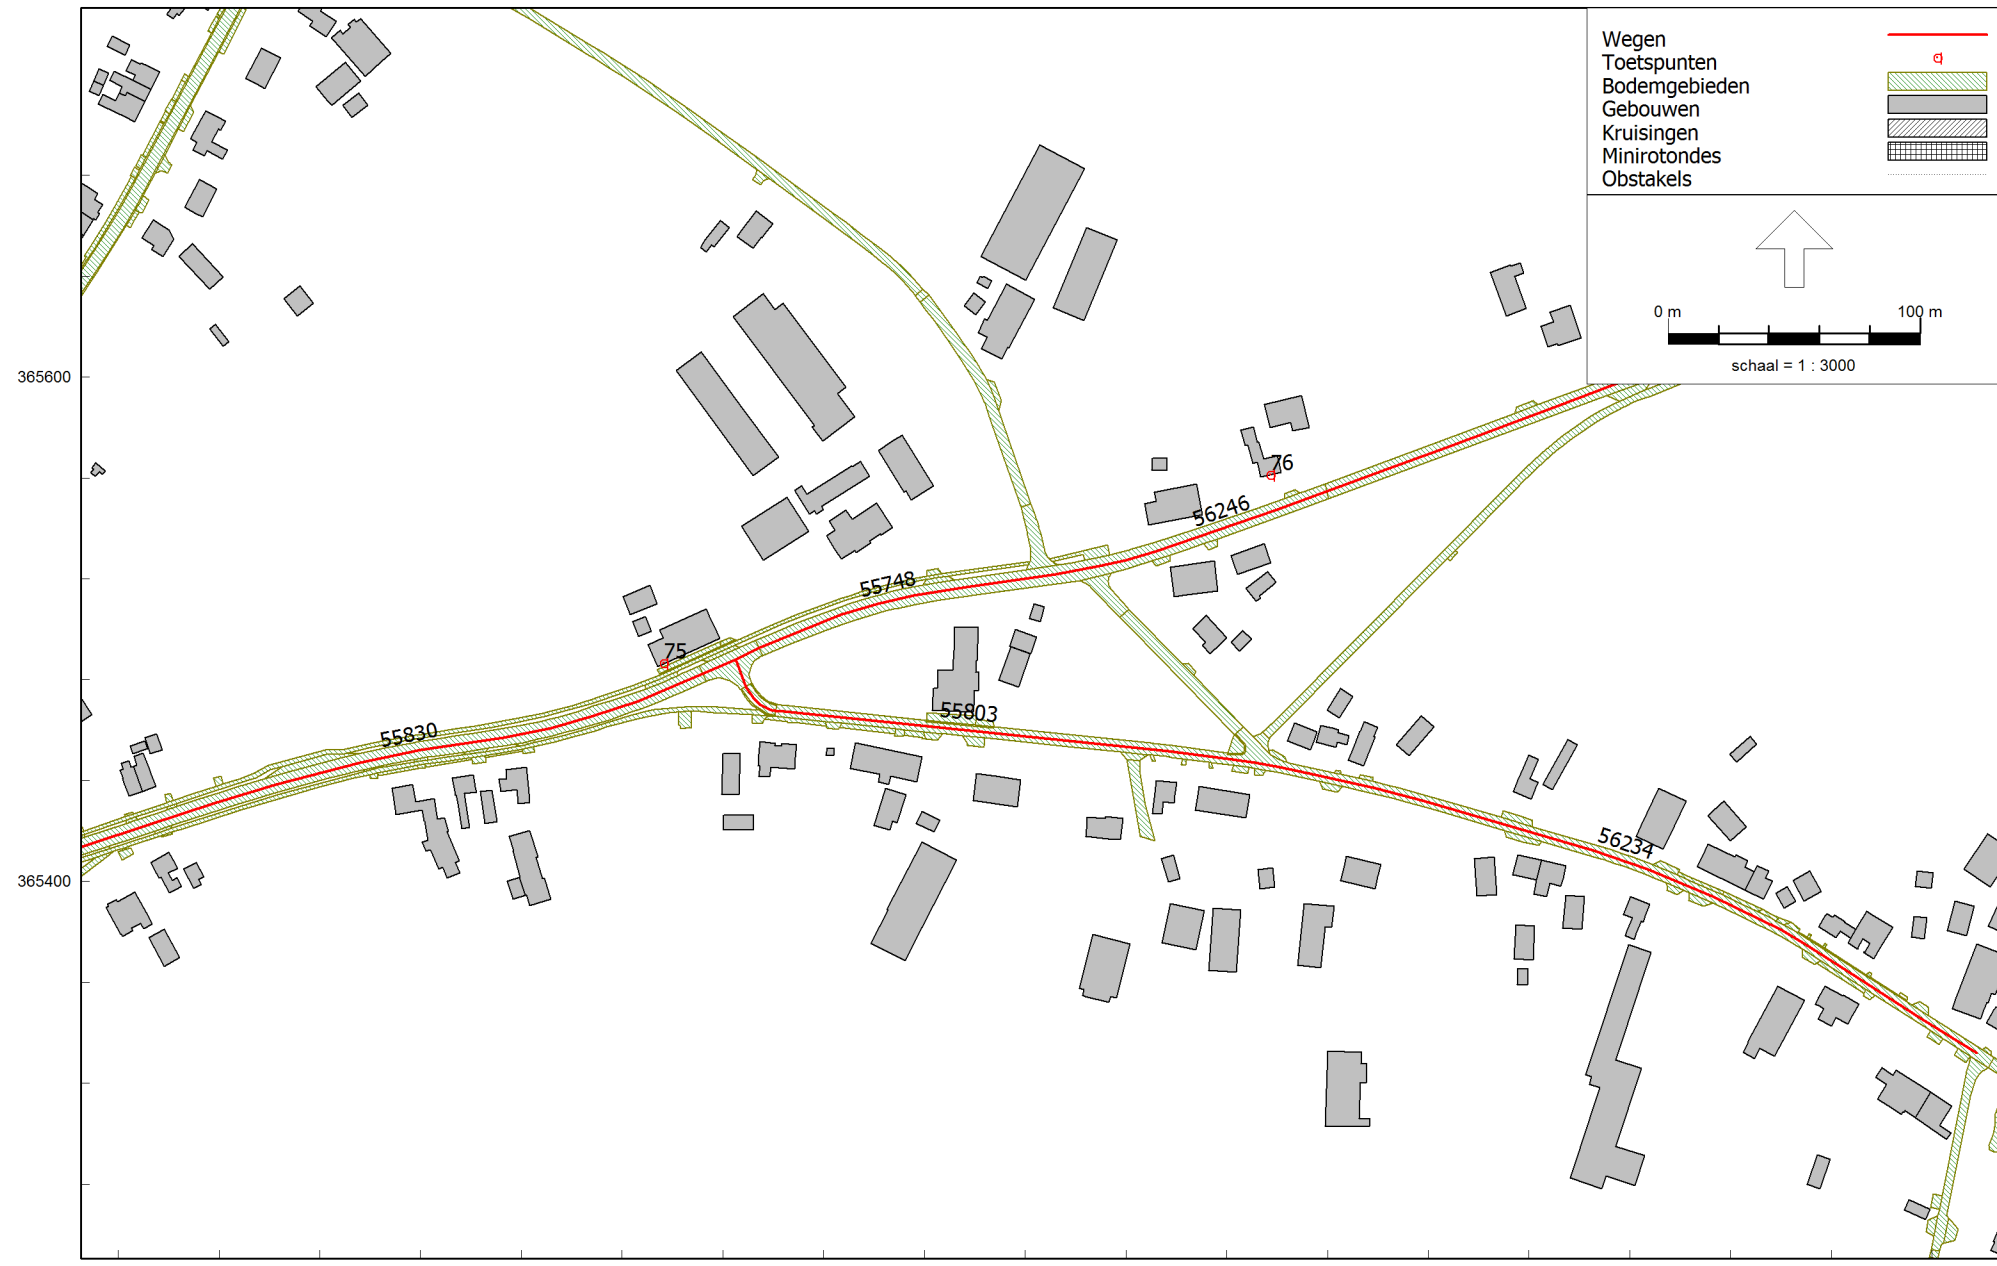 Wegen
Toetspunten
Bodemgebieden
Gebouwen
Kruisingen
Minirotondes
Obstakels
0 m 100 m
schaal = 1 : 3000
365600
76
56246
55748
75
55803
55830
56234
365400